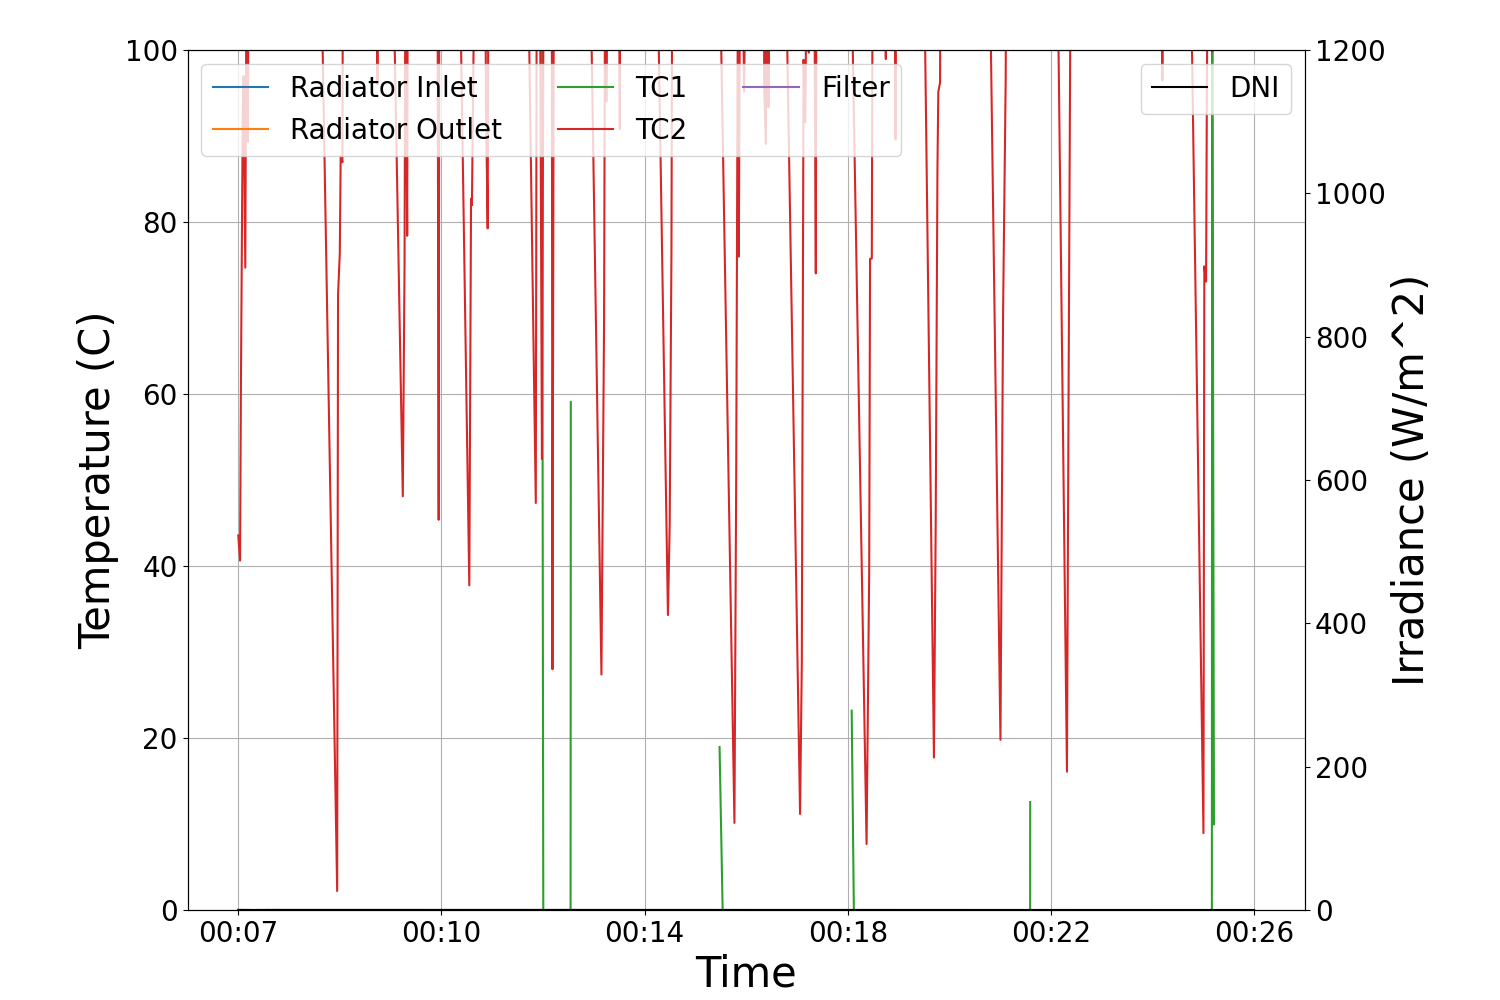 Radiator Inlet
Radiator Outlet
TC1
TC2
Filter
DNI
100
80
60
40
20
0
Temperature (C)
1200
1000
800
600
400
200
0
Irradiance (W/m^2)
00:07 00:10 00:14 00:18 00:22 00:26
Time